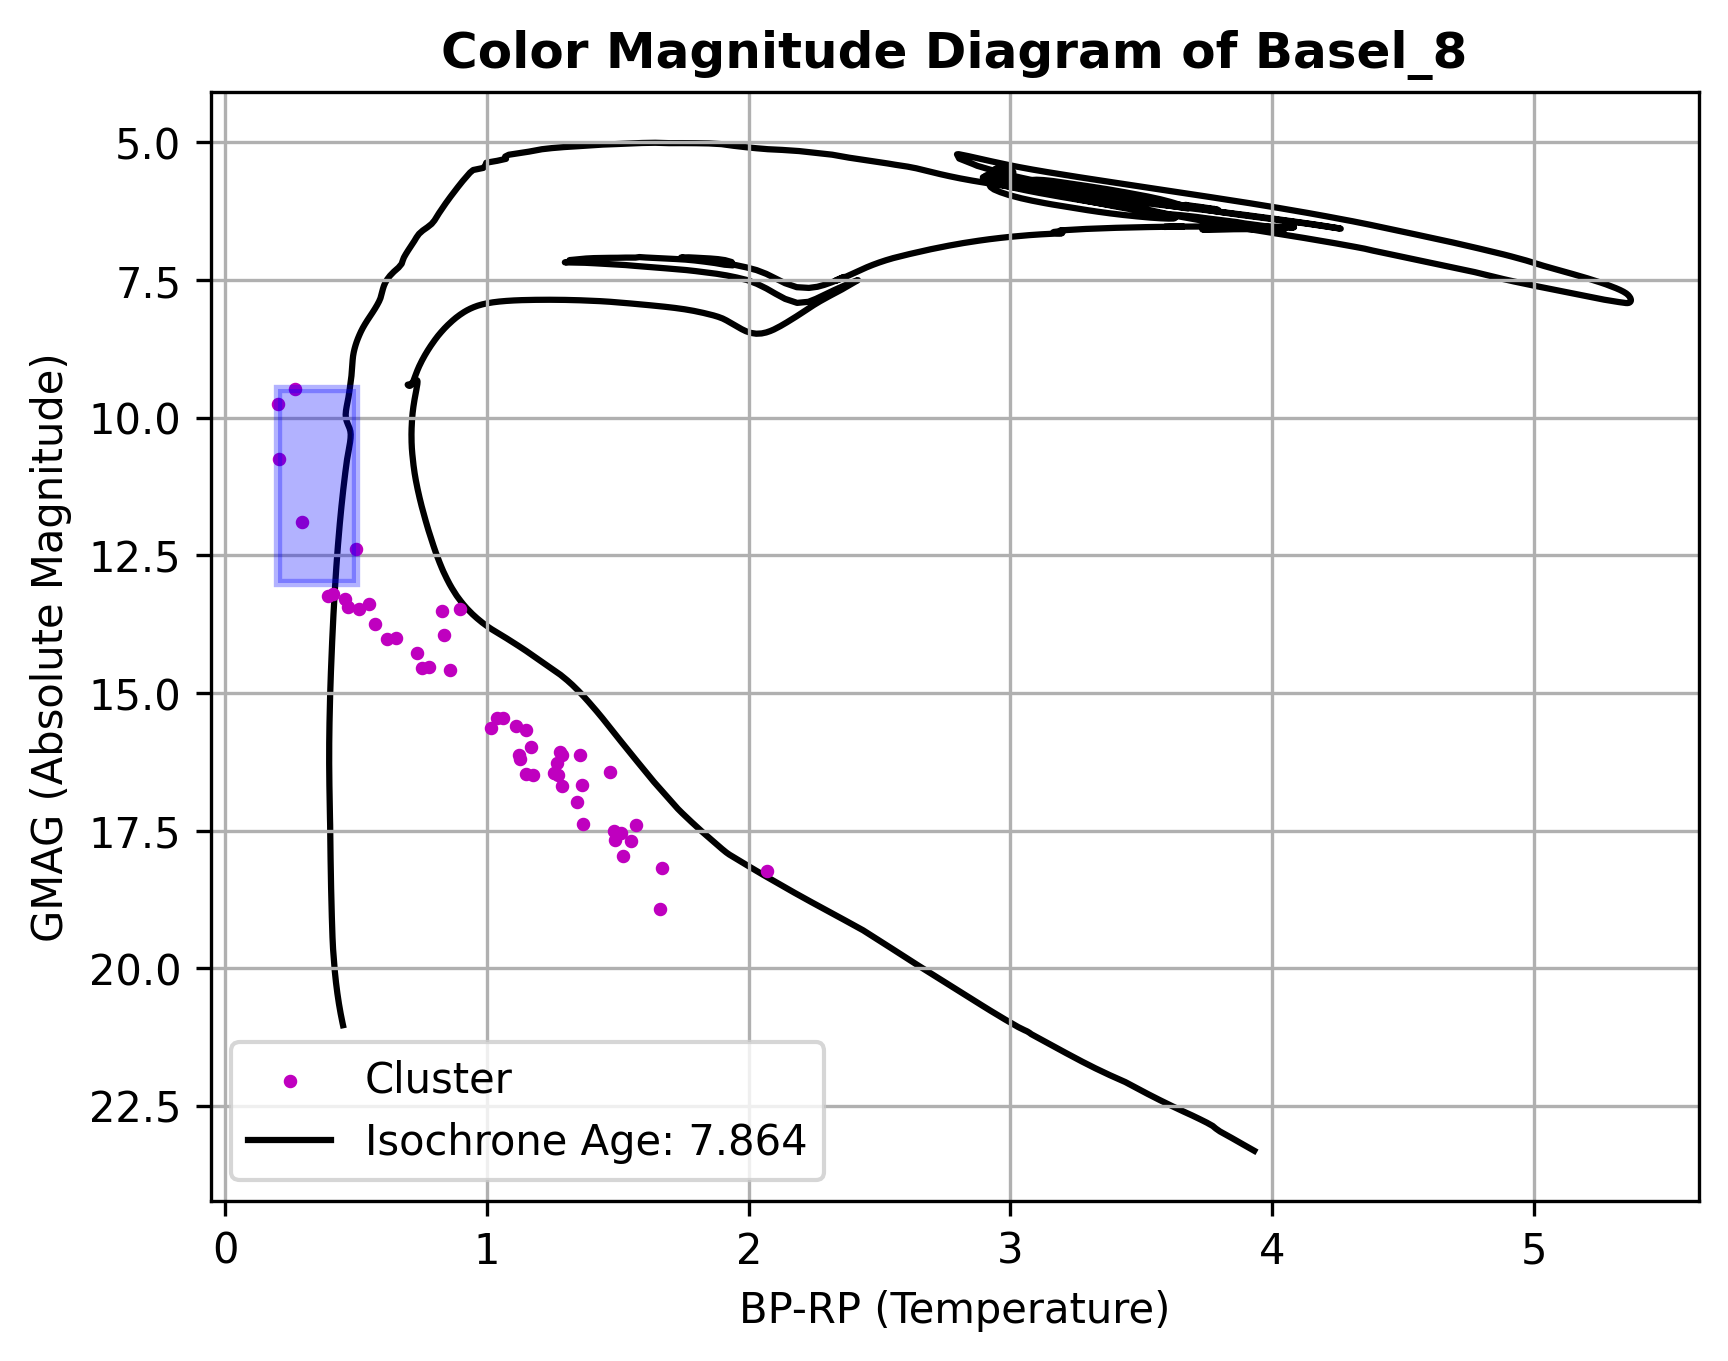 Color Magnitude Diagram of Basel_8
GMAG (Absolute Magnitude)
5.0
7.5
10.0
12.5
15.0
17.5
20.0
22.5
Cluster
Isochrone Age: 7.864
0 1 2 3 4 5
BP-RP (Temperature)